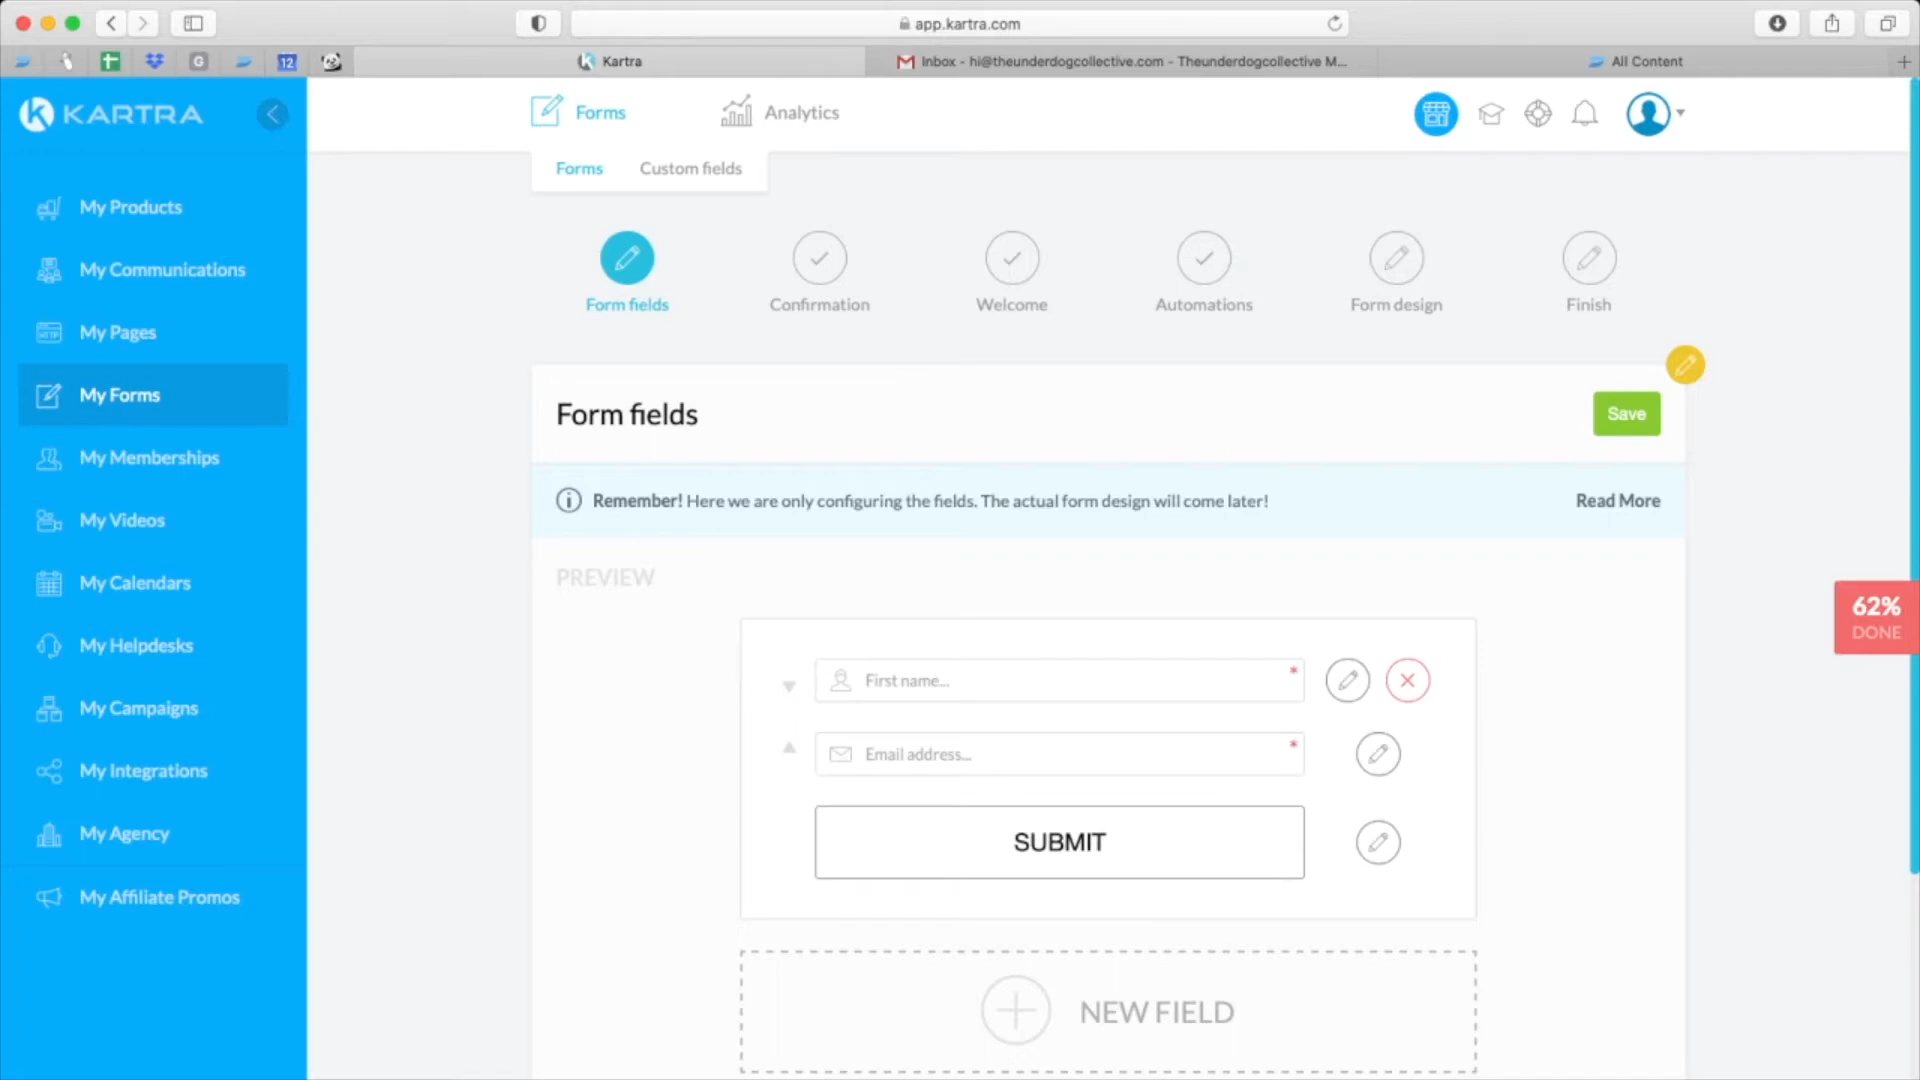 app.kartra.com
12
G
Kartra
Inbox - hi@theunderdogcollective.com - Theunderdogcollective M...
All Content
KARTRA
Forms
Analytics
Forms
Custom fields
My Products
My Communications
My Pages
My Forms
My Memberships
My Videos
My Calendars
My Helpdesks
My Campaigns
My Integrations
My Agency
My Affiliate Promos
Form fields
Confirmation
Welcome
Automations
Form design
Finish
Form fields
Save
Remember! Here we are only configuring the fields. The actual form design will come later!
Read More
PREVIEW
First name...
*
Email address...
*
SUBMIT
NEW FIELD
62%
DONE